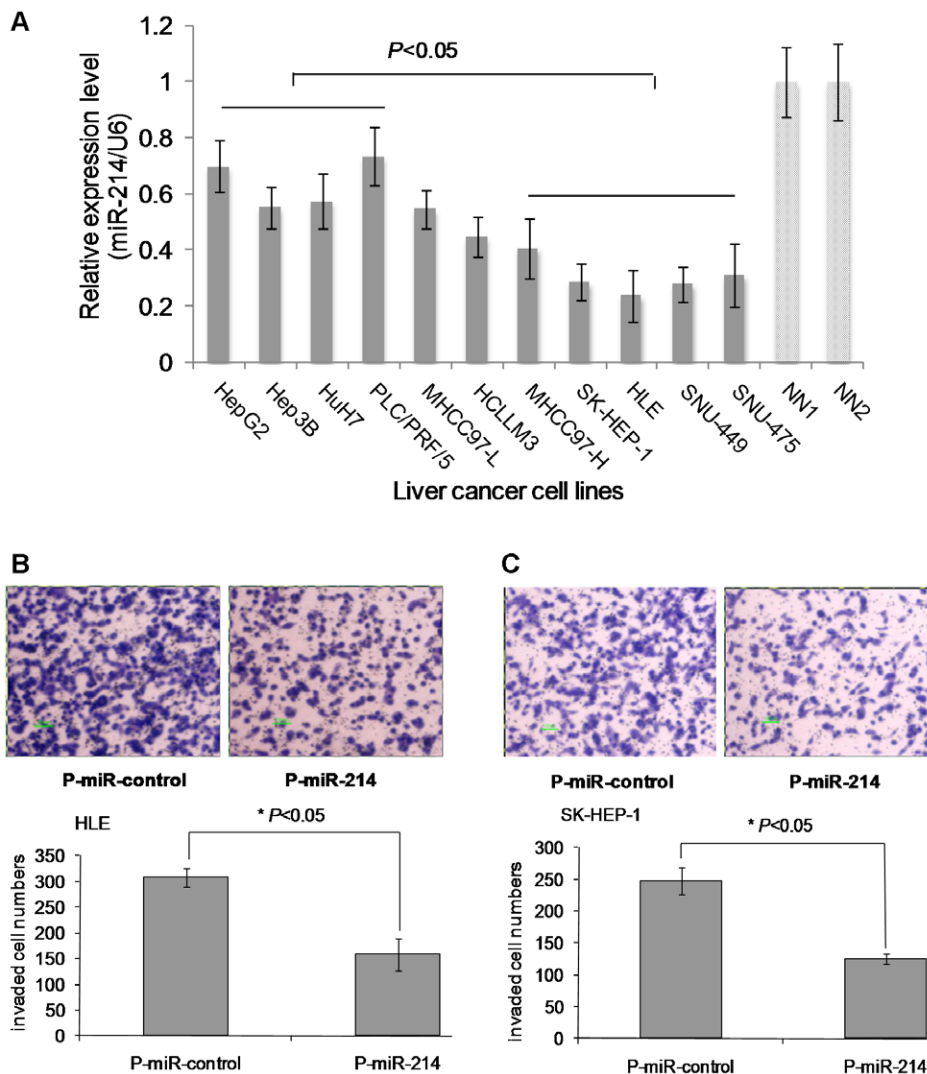 A
P<0.05
Relative expression level
(miR-214/U6)
1.2
1
0.8
0.6
0.4
0.2
0
HepG2
Hep3B
HuH7
PLC/PRF/5
MHCC97-L
HCLLM3
MHCC97-H
SK-HEP-1
HLE
SNU-449
SNU-475
NN1
NN2
Liver cancer cell lines
B
P-miR-control
P-miR-214
HLE
* P<0.05
invaded cell numbers
350
300
250
200
150
100
50
0
P-miR-control
P-miR-214
C
P-miR-control
P-miR-214
SK-HEP-1
* P<0.05
invaded cell numbers
300
250
200
150
100
50
0
P-miR-control
P-miR-214